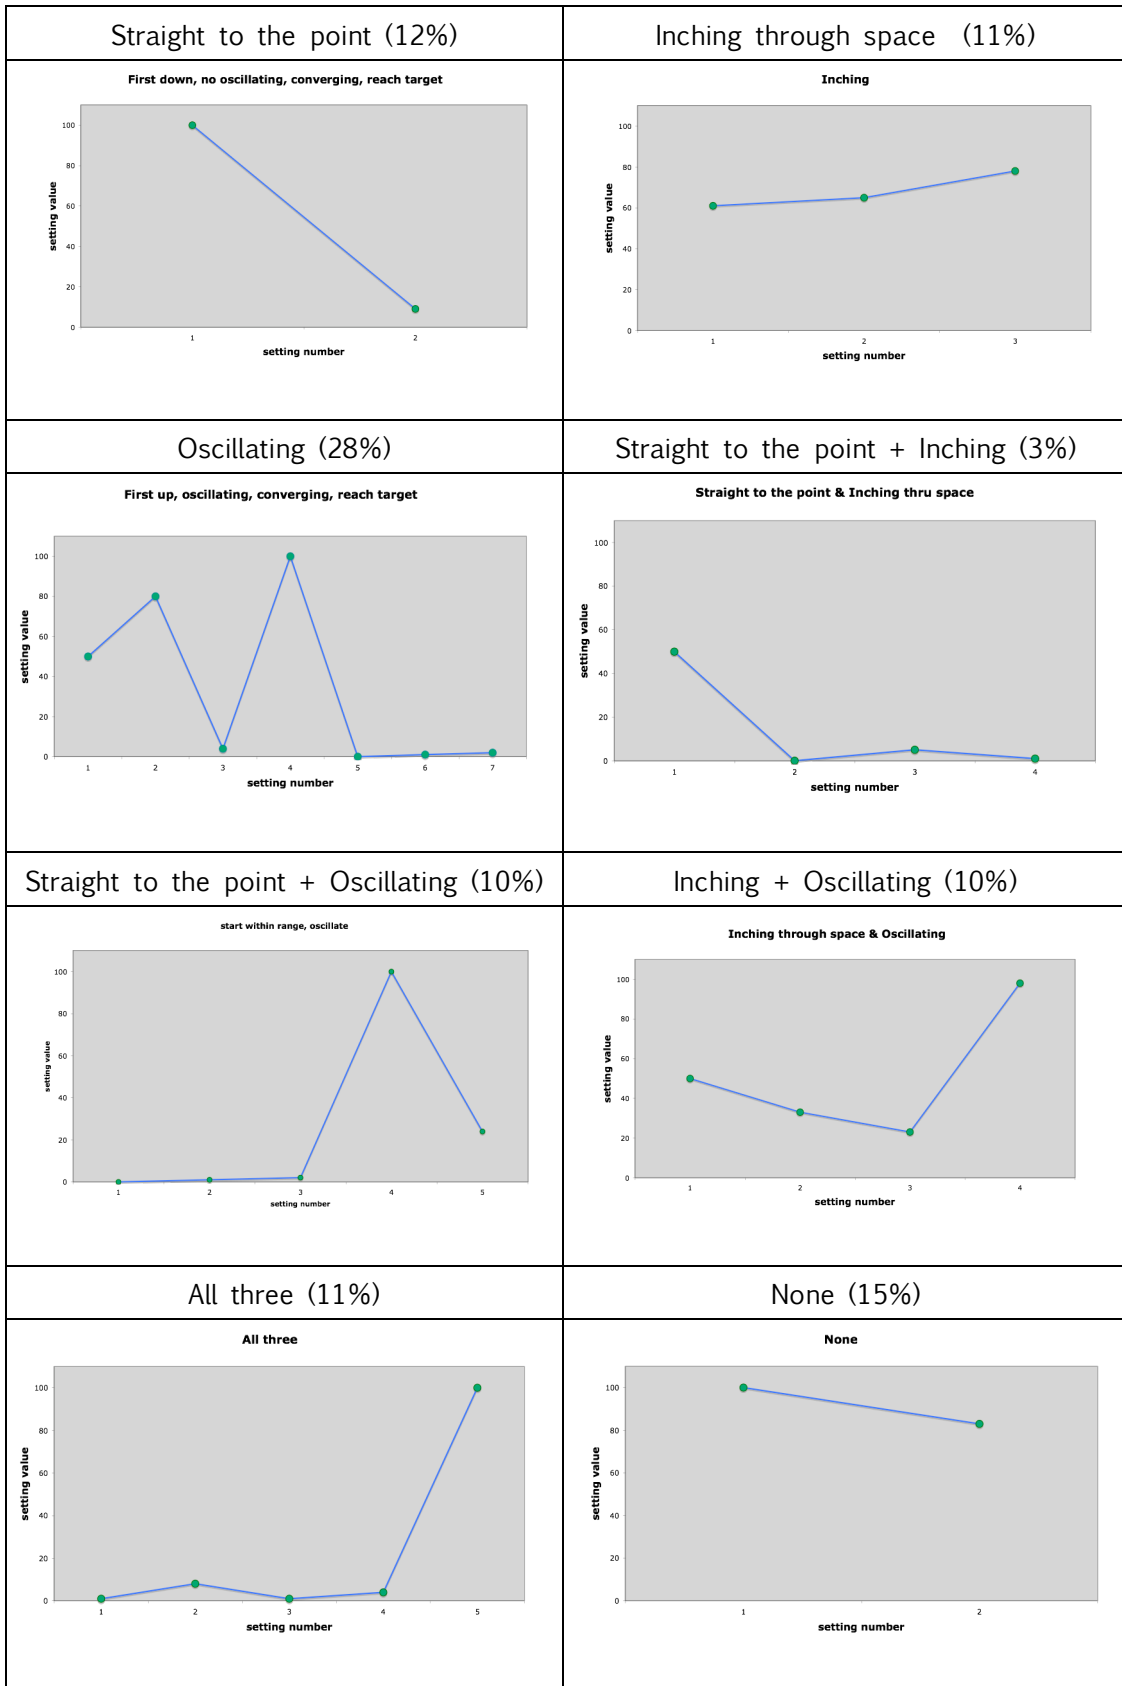 Straight to the point (12%)
Inching through space (11%)
First down, no oscillating, converging, reach target
100
80
60
40
20
0
setting value
1 2
setting number
Inching
100
80
60
40
20
0
setting value
1 2 3
setting number
Oscillating (28%)
Straight to the point + Inching (3%)
First up, oscillating, converging, reach target
100
80
60
40
20
0
setting value
1 2 3 4 5 6 7
setting number
Straight to the point & Inching thru space
100
80
60
40
20
0
setting value
1 2 3 4
setting number
Straight to the point + Oscillating (10%)
Inching + Oscillating (10%)
start within range, oscillate
100
80
60
40
20
0
setting value
1 2 3 4 5
setting number
Inching through space & Oscillating
100
80
60
40
20
0
setting value
1 2 3 4
setting number
All three (11%)
None (15%)
All three
100
80
60
40
20
0
setting value
1 2 3 4 5
setting number
None
100
80
60
40
20
0
setting value
1 2
setting number